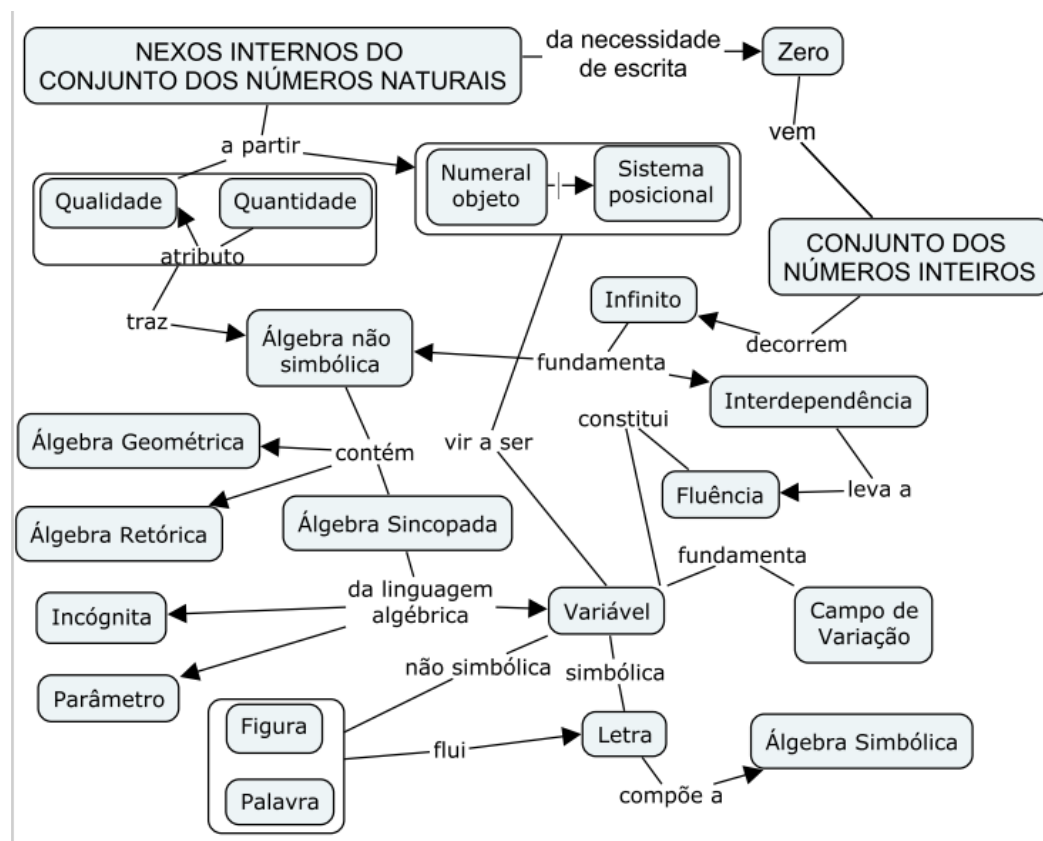 NEXOS INTERNOS DO
CONJUNTO DOS NÚMEROS NATURAIS
da necessidade
de escrita
Zero
vem
a partir
Numeral
objeto
Sistema
posicional
Qualidade
Quantidade
atributo
CONJUNTO DOS
NÚMEROS INTEIROS
Infinito
decorrem
traz
Álgebra não
simbólica
fundamenta
Interdependência
constitui
Álgebra Geométrica
contém
vir a ser
Fluência
leva a
Álgebra Retórica
Álgebra Sincopada
fundamenta
da linguagem
algébrica
Incógnita
Variável
Campo de
Variação
não simbólica
simbólica
Parâmetro
Figura
flui
Letra
Álgebra Simbólica
Palavra
compõe a